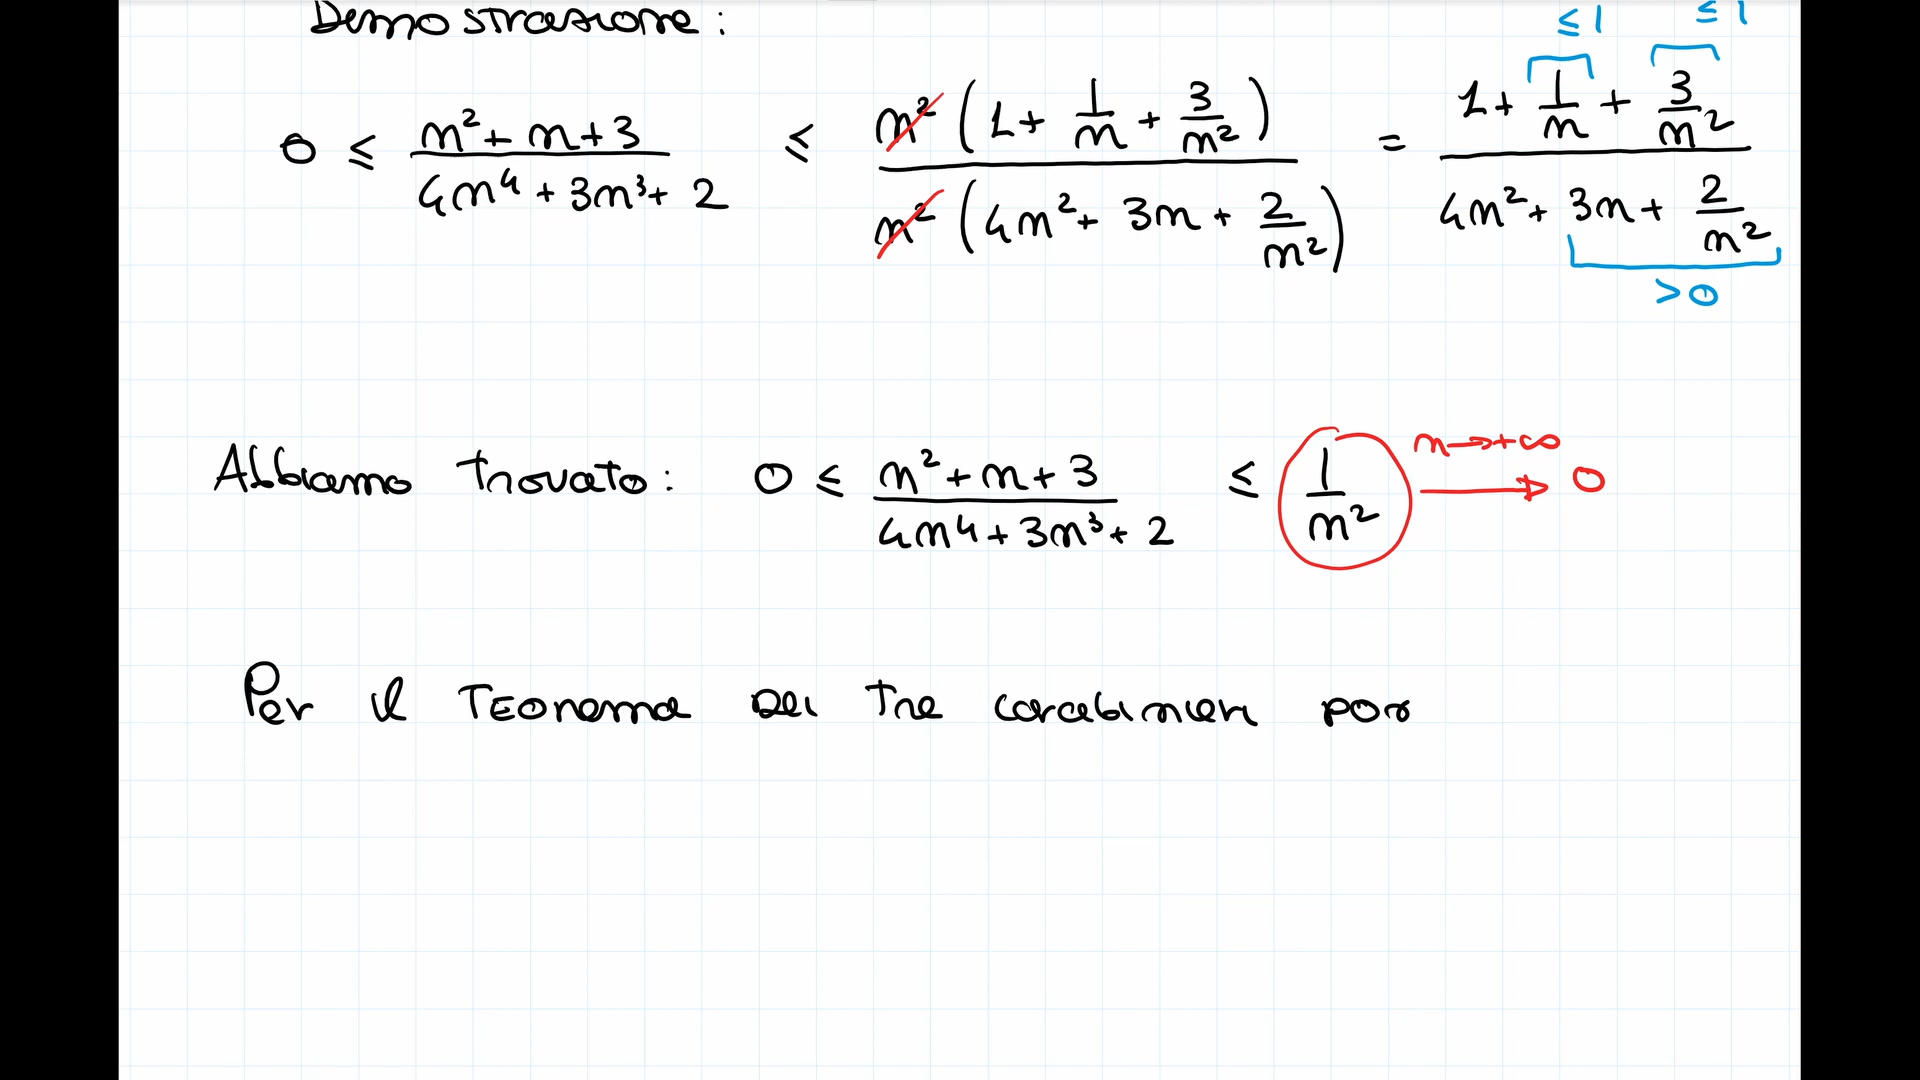 Demostrazione:
≤1 ≤1
0 ≤ (n²+n+3)/(4n⁴+3n³+2) ≤ n²(1+1/n+3/n²)/n²(4n²+3n+2/n²) = (1+1/n+3/n²)/(4n²+3n+2/n²)
>0
Abbiamo trovato: 0 ≤ (n²+n+3)/(4n⁴+3n³+2) ≤ 1/n² n→+∞ → 0
Per il Teorema dei tre carabinieri pos